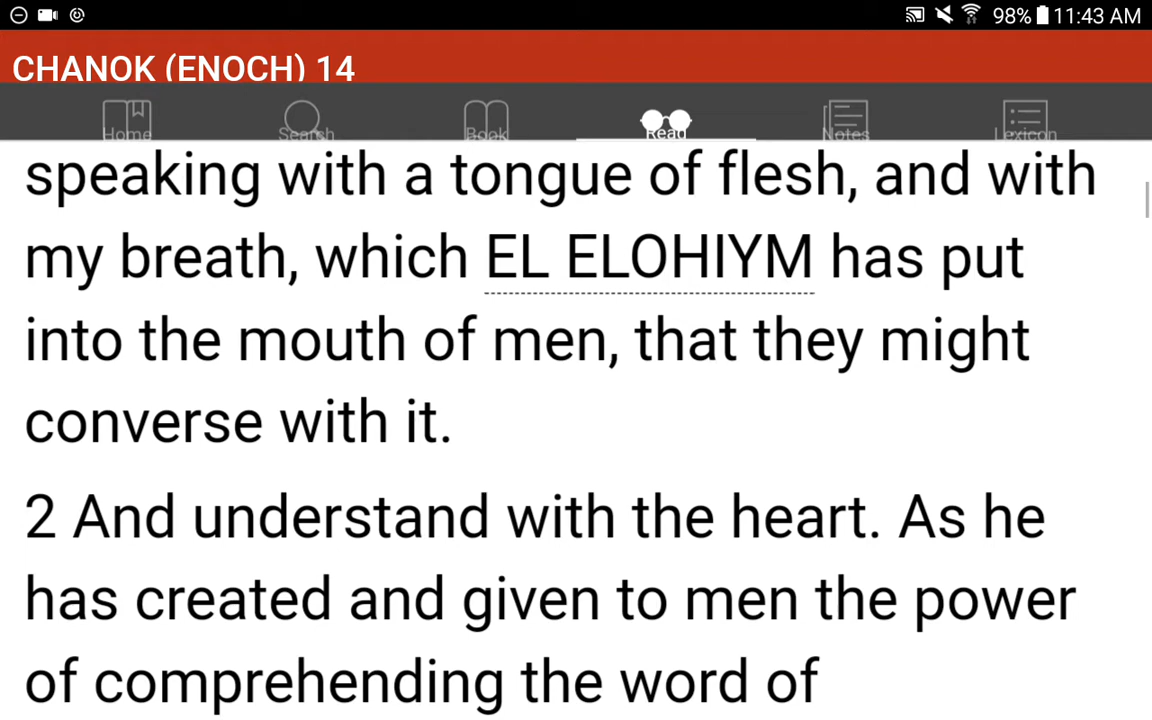 98% 11:43 AM
CHANOK (ENOCH) 14
Home Search Book Read Notes Lexicon
speaking with a tongue of flesh, and with
my breath, which EL ELOHIYM has put
into the mouth of men, that they might
converse with it.
2 And understand with the heart. As he
has created and given to men the power
of comprehending the word of